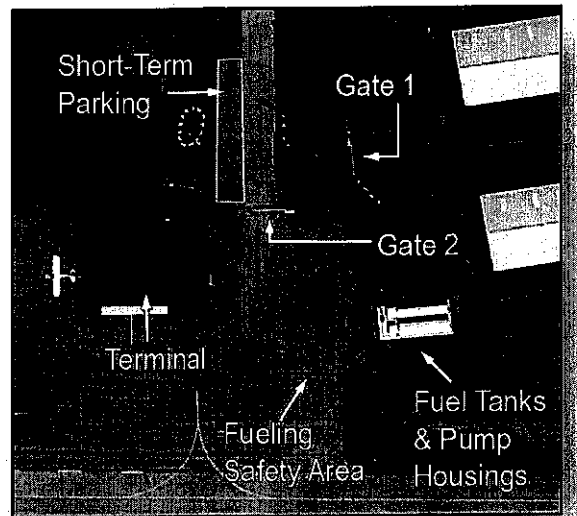 Short-Term
Parking
Gate 1
Gate 2
Terminal
Fueling
Safety Area
Fuel Tanks
& Pump
Housings